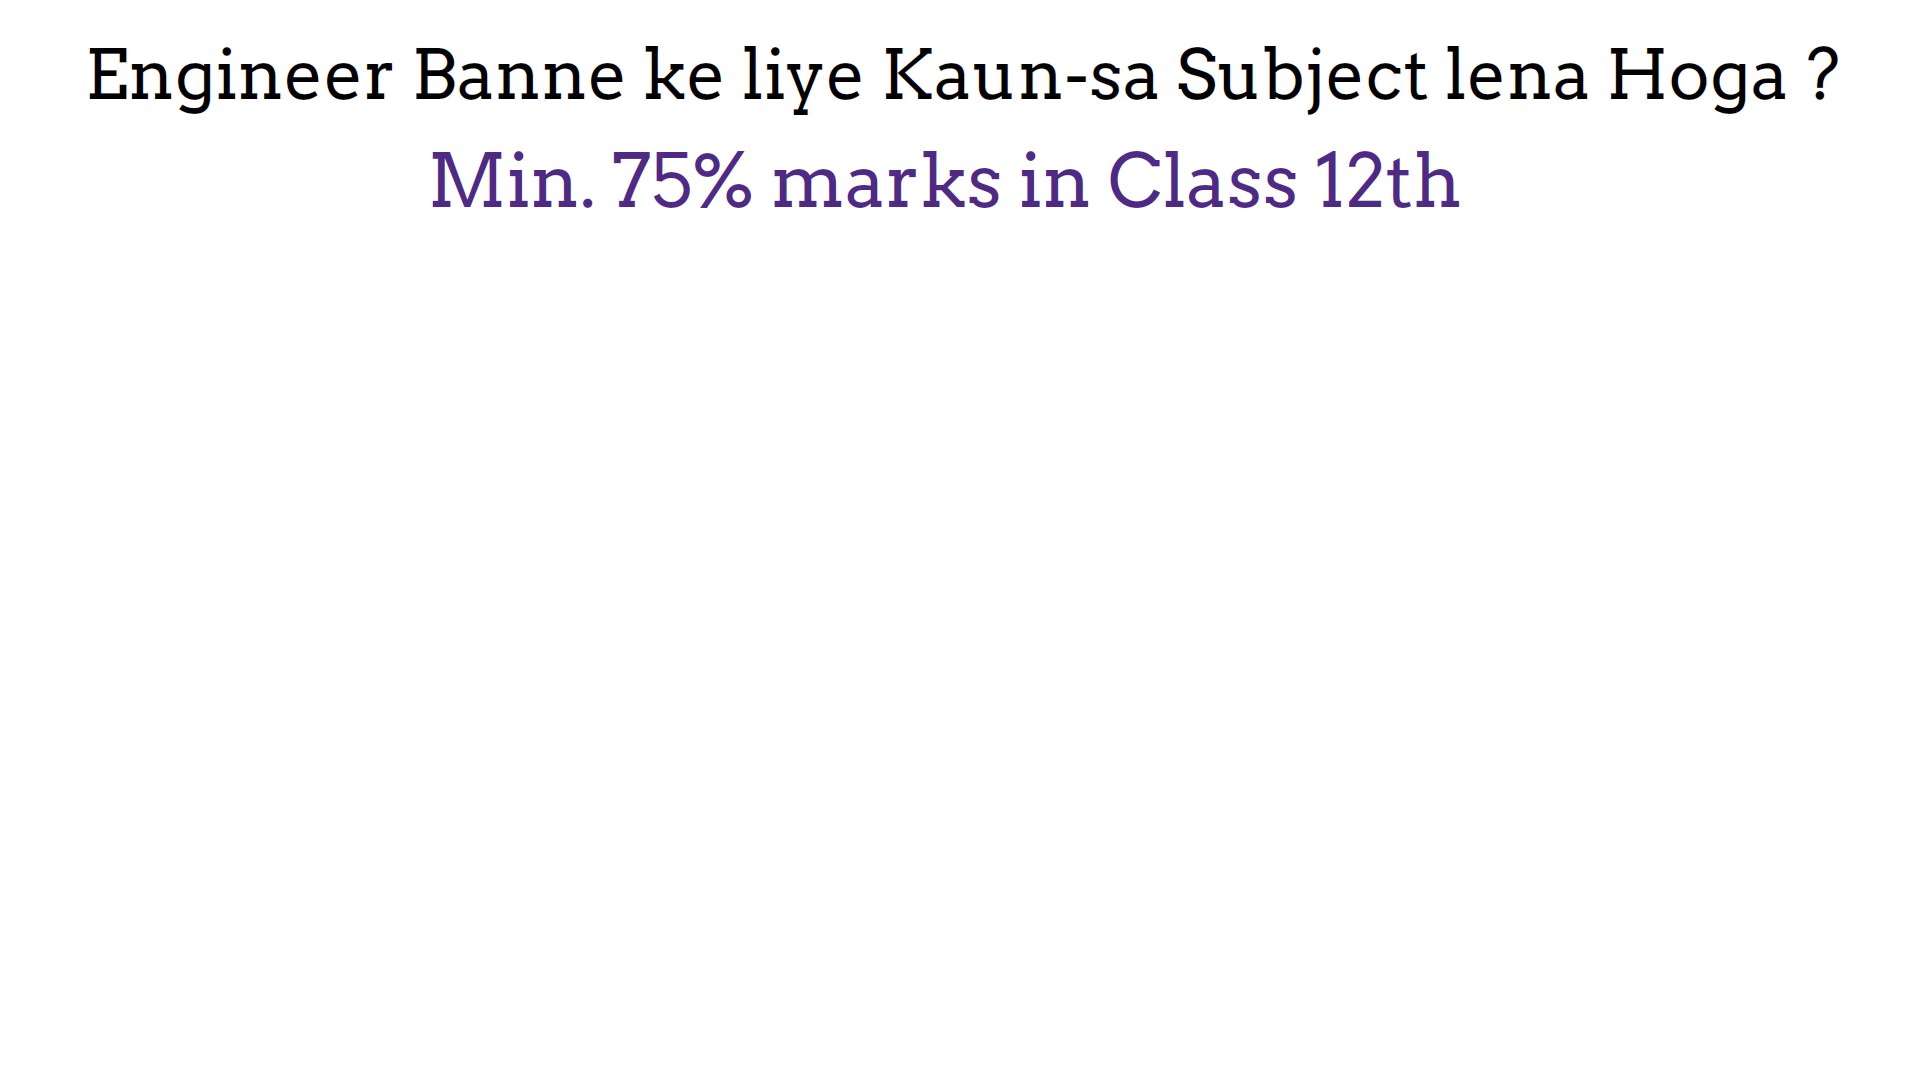 Engineer Banne ke liye Kaun-sa Subject lena Hoga ?
Min. 75% marks in Class 12th